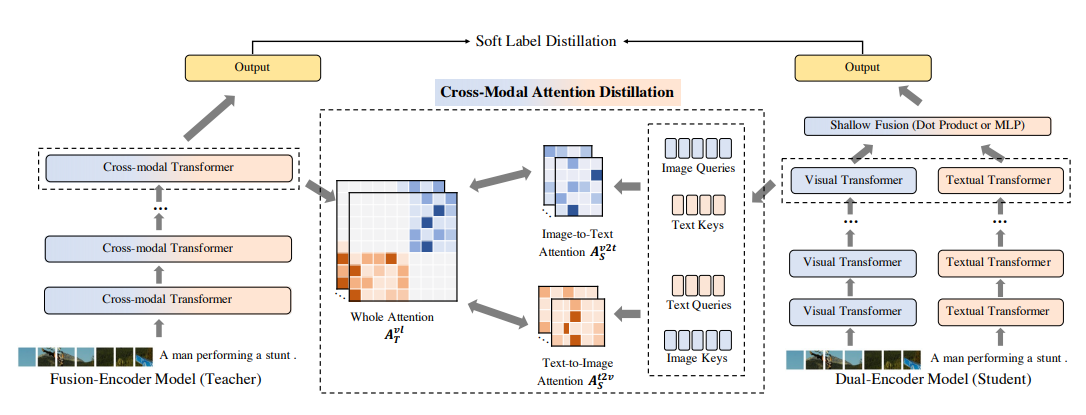 Soft Label Distillation
Output
Output
Cross-Modal Attention Distillation
Cross-modal Transformer
...
Cross-modal Transformer
Cross-modal Transformer
A man performing a stunt .
Fusion-Encoder Model (Teacher)
Whole Attention
A_T^{vl}
Image-to-Text
Attention A_S^{v2t}
Text-to-Image
Attention A_S^{t2v}
Image Queries
Text Keys
Text Queries
Image Keys
Shallow Fusion (Dot Product or MLP)
Visual Transformer
Textual Transformer
...
...
Visual Transformer
Textual Transformer
Visual Transformer
Textual Transformer
A man performing a stunt .
Dual-Encoder Model (Student)